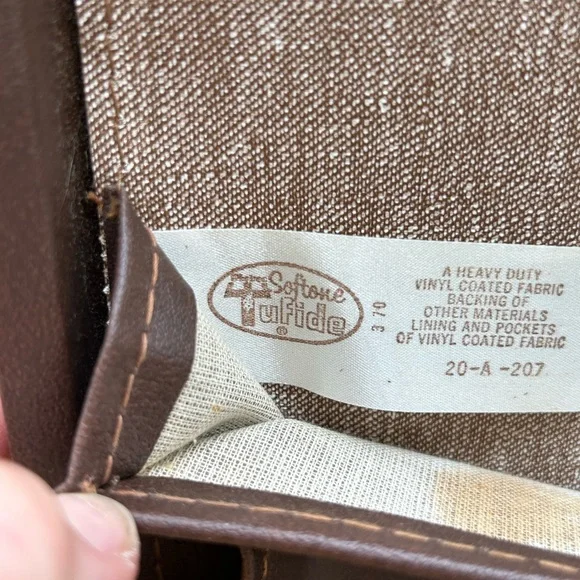 Softone
Tufide
®
3 70
A HEAVY DUTY
VINYL COATED FABRIC
BACKING OF
OTHER MATERIALS
LINING AND POCKETS
OF VINYL COATED FABRIC
20-A -207